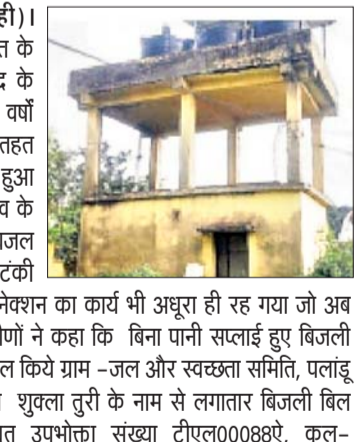 ही)।
त के
द्र के
वर्षों
तहत
हुआ
व के
जल
टंकी
नेक्शन का कार्य भी अधूरा ही रह गया जो अब
णों ने कहा कि बिना पानी सप्लाई हुए बिजली
ल किये ग्राम –जल और स्वच्छता समिति, पलांडू
शुक्ला तुरी के नाम से लगातार बिजली बिल
त उपभोक्ता संख्या टीएल00088ऐ, कुल–